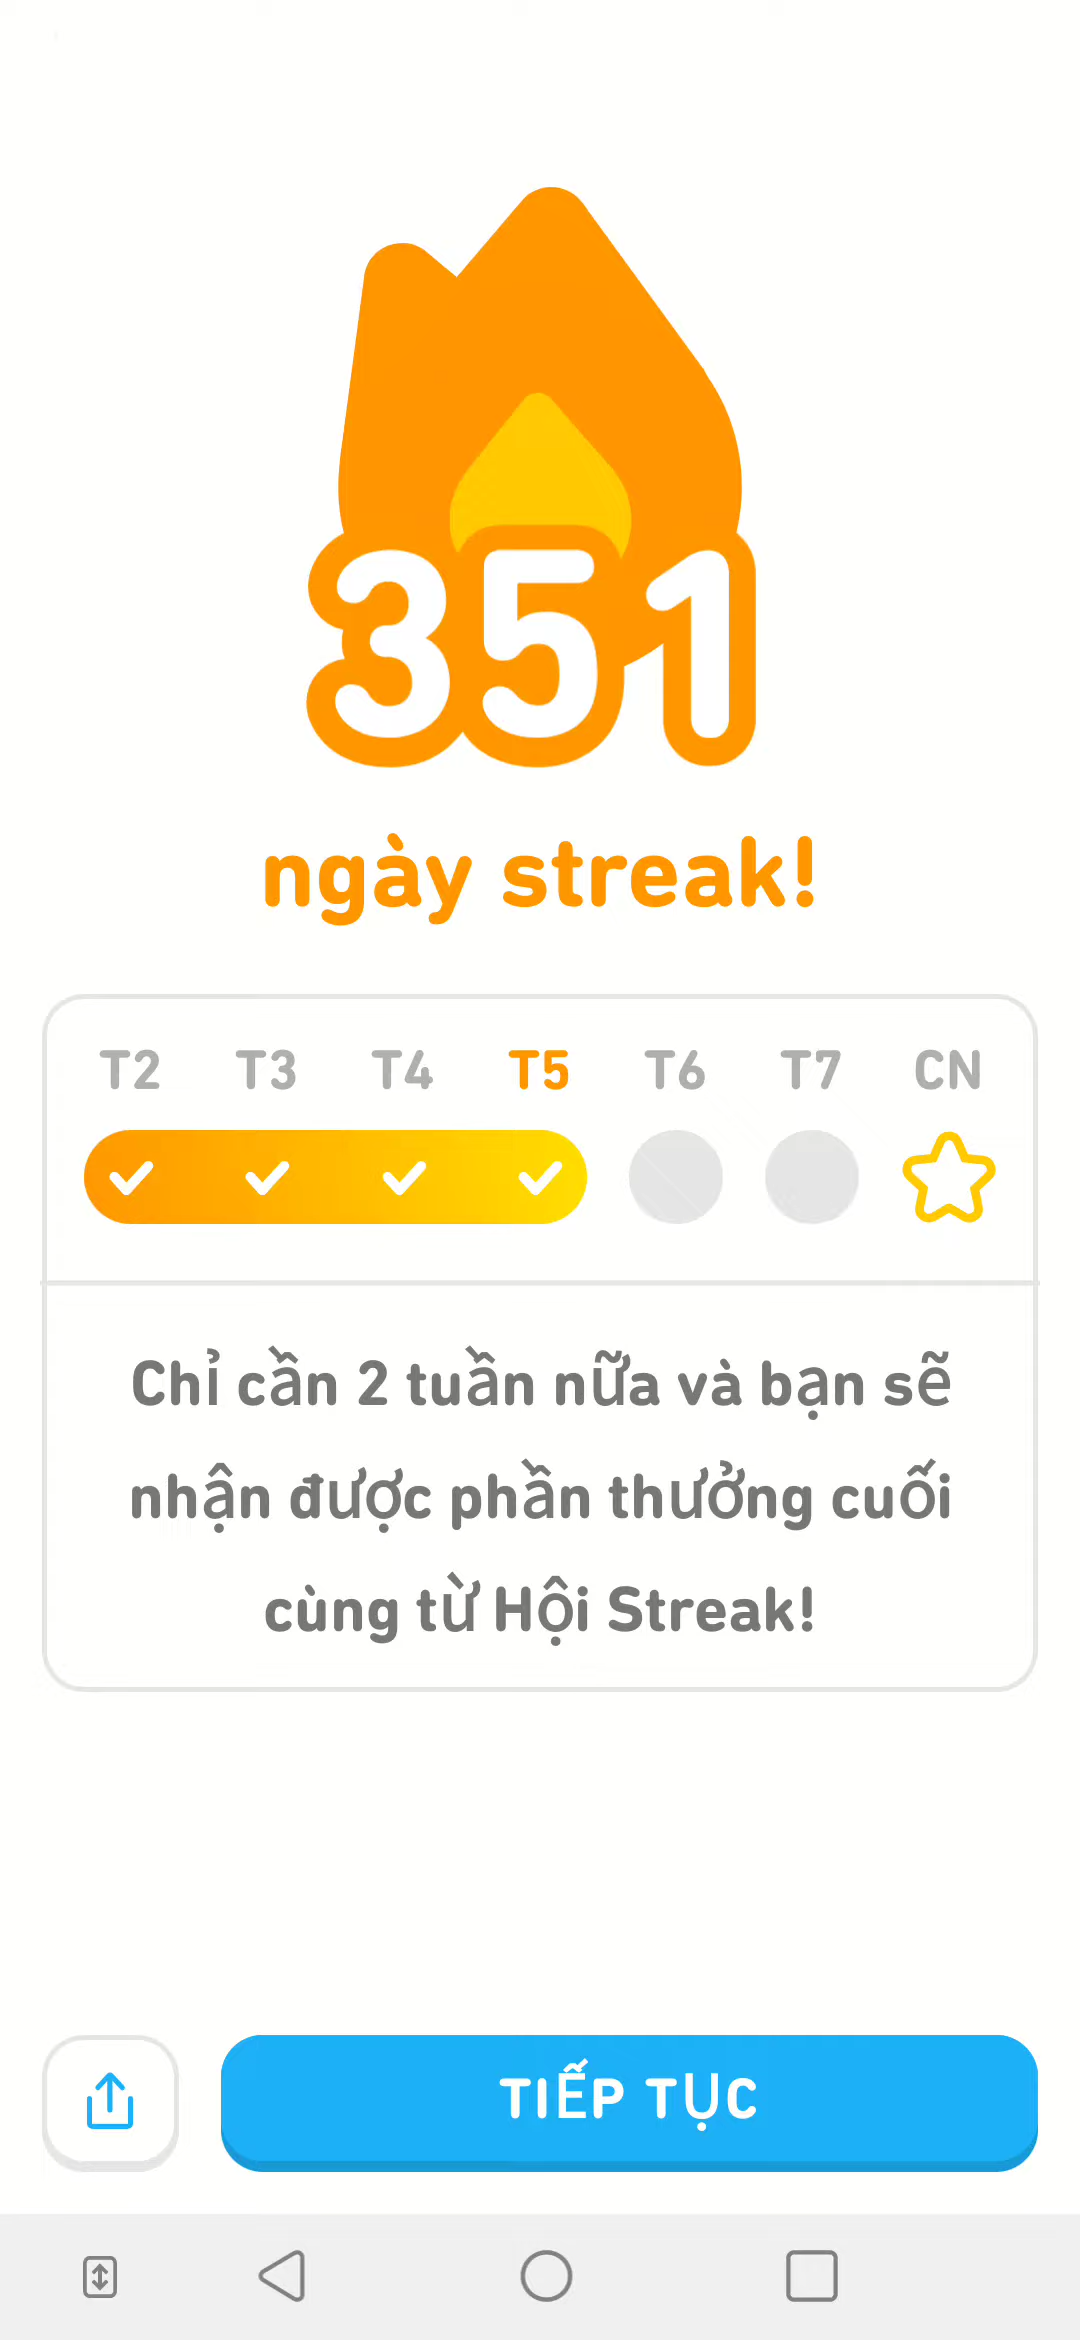 351
ngày streak!
T2 T3 T4 T5 T6 T7 CN
Chỉ cần 2 tuần nữa và bạn sẽ
nhận được phần thưởng cuối
cùng từ Hội Streak!
TIẾP TỤC